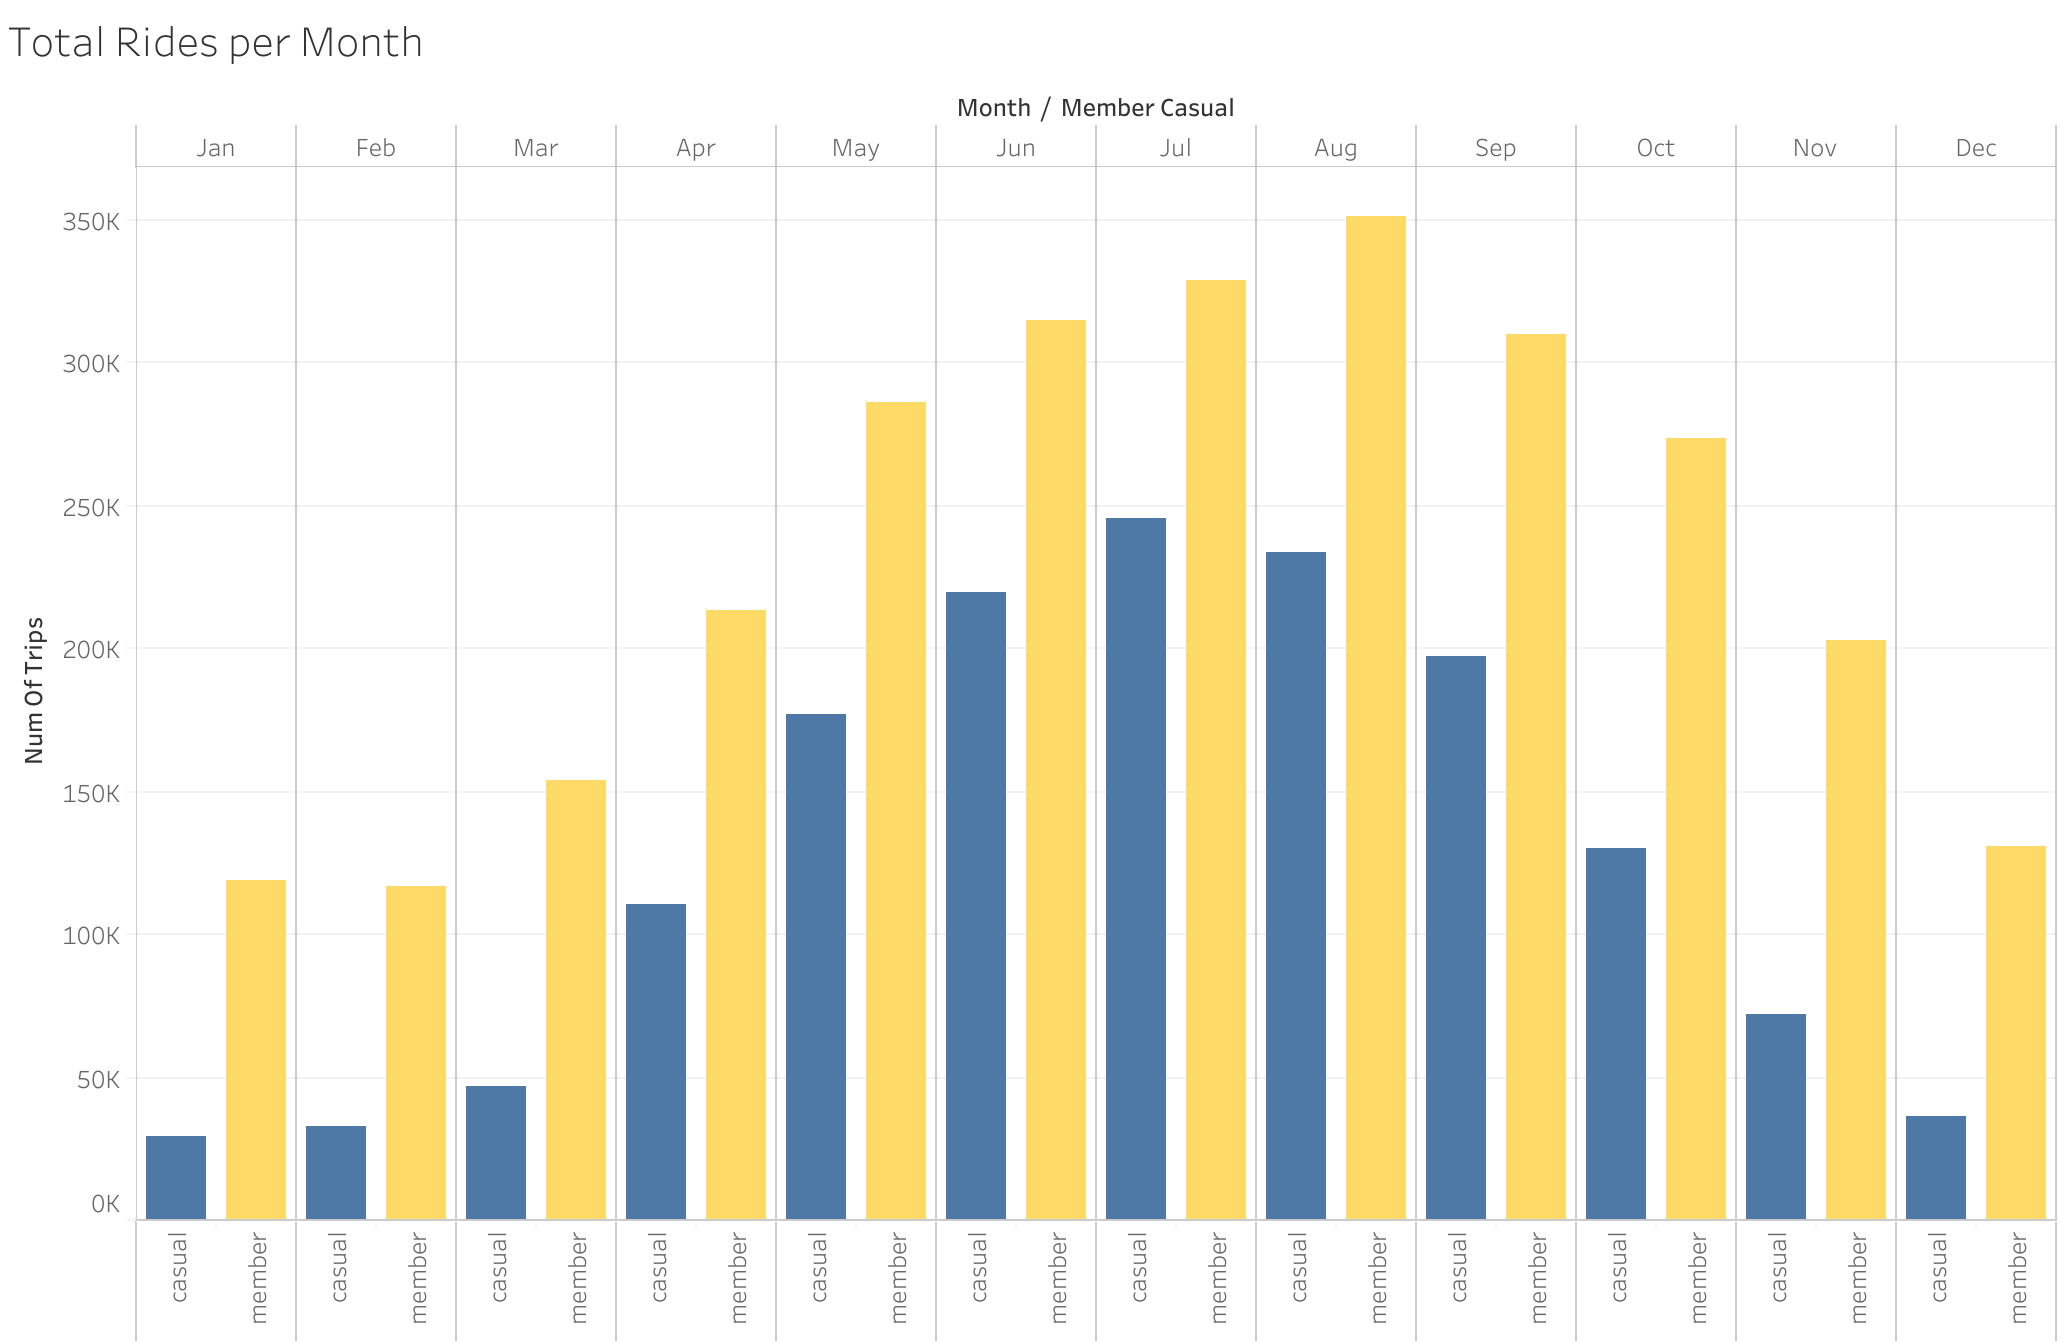 Total Rides per Month
Month / Member Casual
Jan Feb Mar Apr May Jun Jul Aug Sep Oct Nov Dec
350K
300K
250K
200K
150K
100K
50K
0K
Num Of Trips
casual member casual member casual member casual member casual member casual member casual member casual member casual member casual member casual member casual member